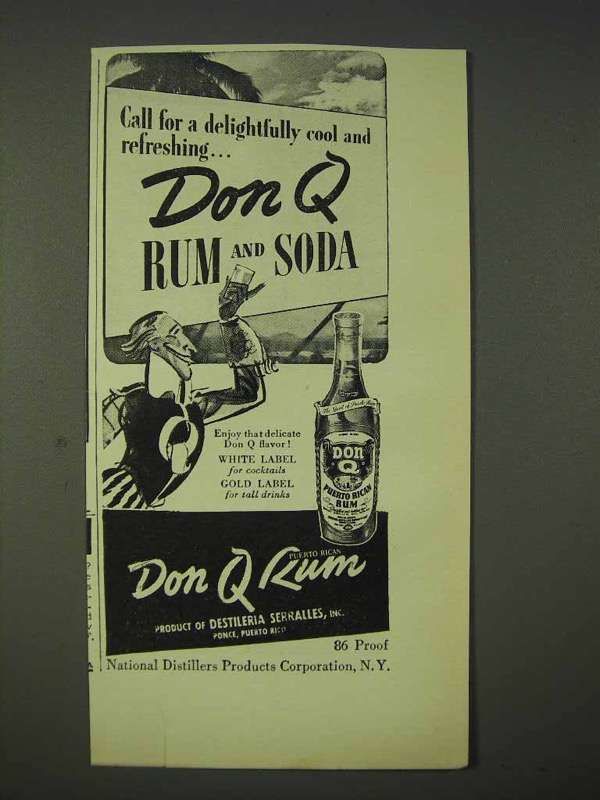 Call for a delightfully cool and
refreshing...
Don Q
RUM AND SODA
Enjoy that delicate
Don Q flavor!
WHITE LABEL
for cocktails
GOLD LABEL
for tall drinks
DON
Q
PUERTO RICAN
RUM
PUERTO RICAN
Don Q Rum
PRODUCT OF DESTILERIA SERRALLES, INC.
PONCE, PUERTO RICO
86 Proof
National Distillers Products Corporation, N.Y.